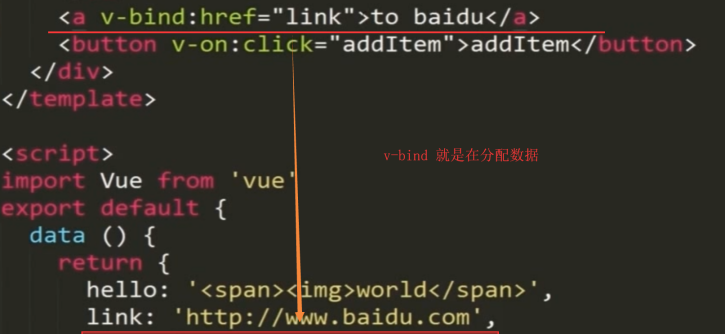 <a v-bind:href="link">to baidu</a>
<button v-on:click="addItem">addItem</button>
</div>
</template>
<script>
v-bind 就是在分配数据
import Vue from 'vue'
export default {
data () {
return {
hello: '<span><img>world</span>',
link: 'http://www.baidu.com',